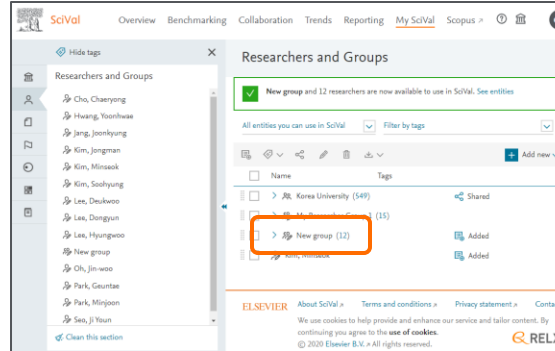 SciVal Overview Benchmarking Collaboration Trends Reporting My SciVal Scopus
Hide tags
Researchers and Groups
Cho, Chaeryong
Hwang, Yoonhwae
Jang, Joonkyung
Kim, Jongman
Kim, Minseok
Kim, Soohyung
Lee, Deukwoo
Lee, Dongyun
Lee, Hyungwoo
New group
Oh, Jin-woo
Park, Geuntae
Park, Minjoon
Seo, Ji Youn
Clean this section
Researchers and Groups
New group and 12 researchers are now available to use in SciVal. See entities
All entities you can use in SciVal Filter by tags
Add new
Name Tags
Korea University (549) Shared
My Researcher Group 1 (15)
New group (12) Added
Kim, Minseok Added
ELSEVIER About SciVal Terms and conditions Privacy statement Conta
We use cookies to help provide and enhance our service and tailor content. By
continuing you agree to the use of cookies.
© 2020 Elsevier B.V. All rights reserved.
RELX